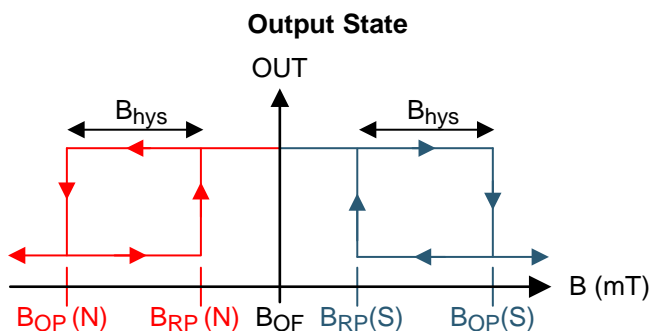 Output State
OUT
Bhys Bhys
B (mT)
BOP (N) BRP (N) BOF BRP(S) BOP(S)